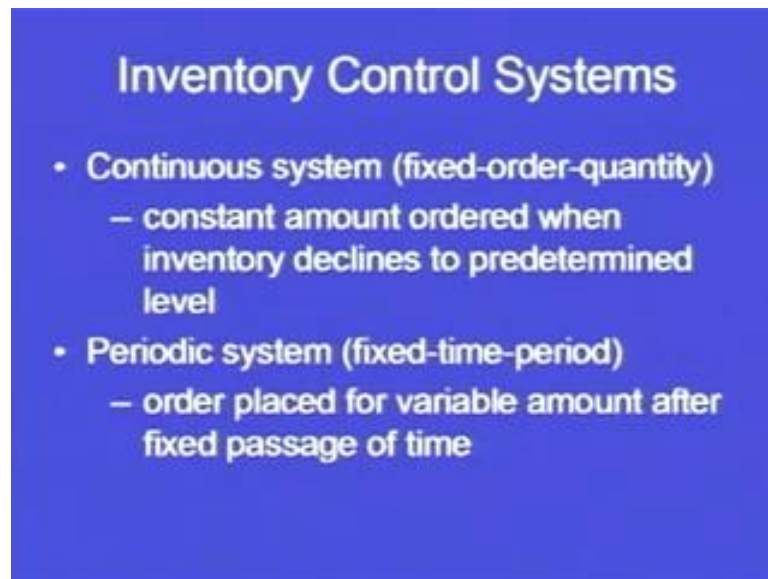 Inventory Control Systems
• Continuous system (fixed-order-quantity)
– constant amount ordered when
inventory declines to predetermined
level
• Periodic system (fixed-time-period)
– order placed for variable amount after
fixed passage of time